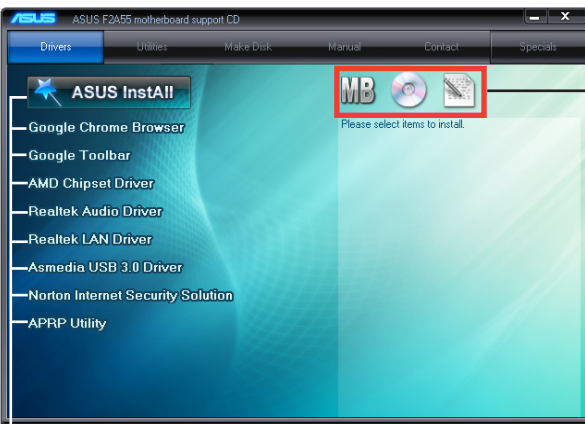 ASUS ASUS F2A55 motherboard support CD
Drivers Utilities Make Disk Manual Contact Specials
ASUS InstAll
MB
Please select items to install.
Google Chrome Browser
Google Toolbar
AMD Chipset Driver
Realtek Audio Driver
Realtek LAN Driver
Asmedia USB 3.0 Driver
Norton Internet Security Solution
APRP Utility